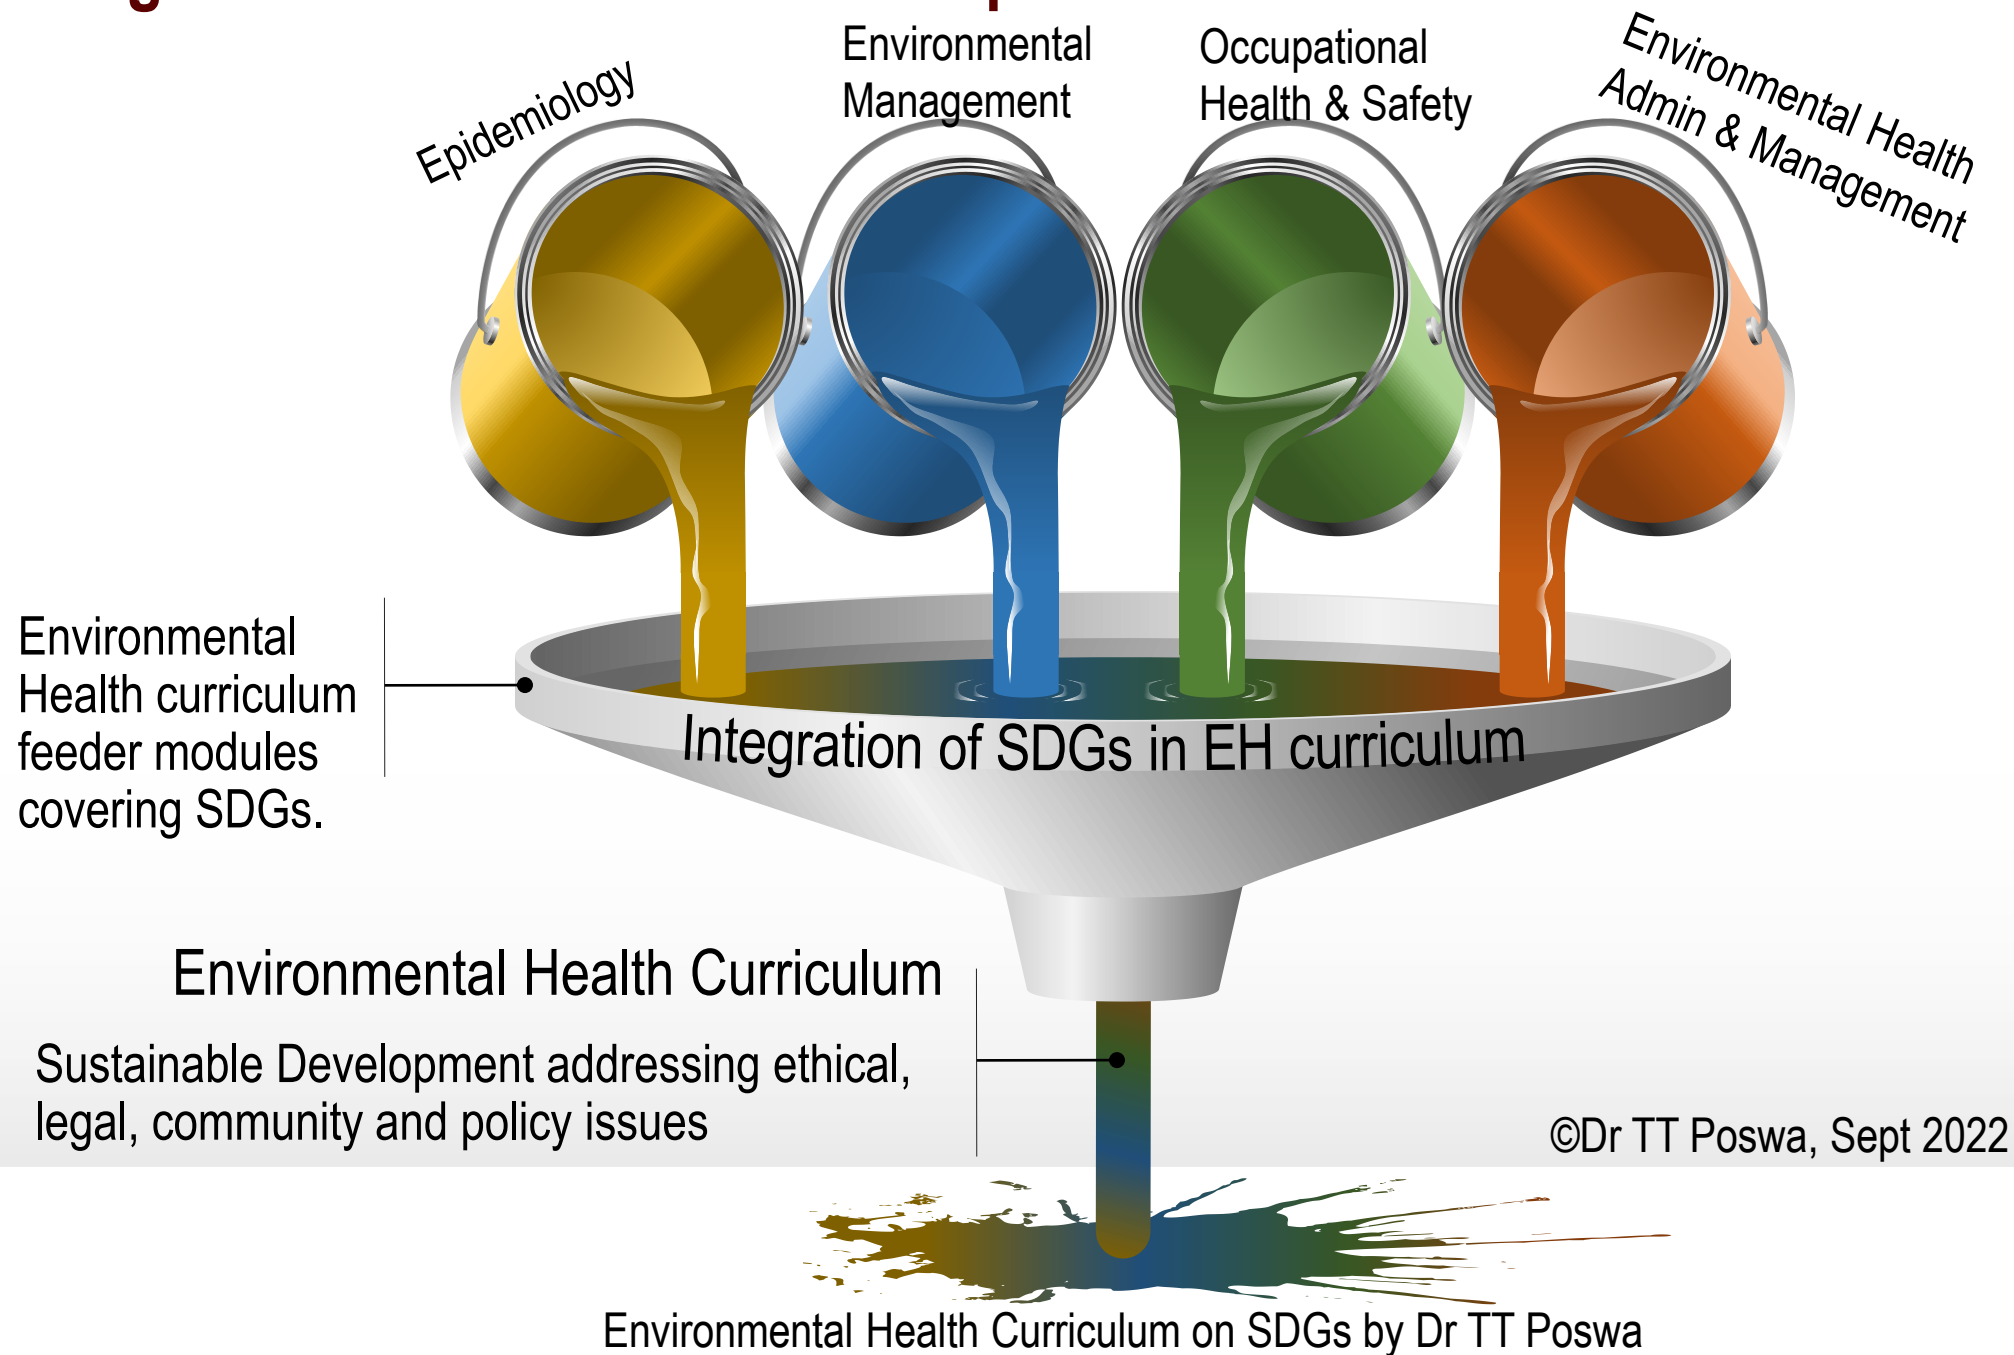 Epidemiology
Environmental
Management
Occupational
Health & Safety
Environmental Health
Admin & Management
Environmental
Health curriculum
feeder modules
covering SDGs.
Integration of SDGs in EH curriculum
Environmental Health Curriculum
Sustainable Development addressing ethical,
legal, community and policy issues
©Dr TT Poswa, Sept 2022
Environmental Health Curriculum on SDGs by Dr TT Poswa